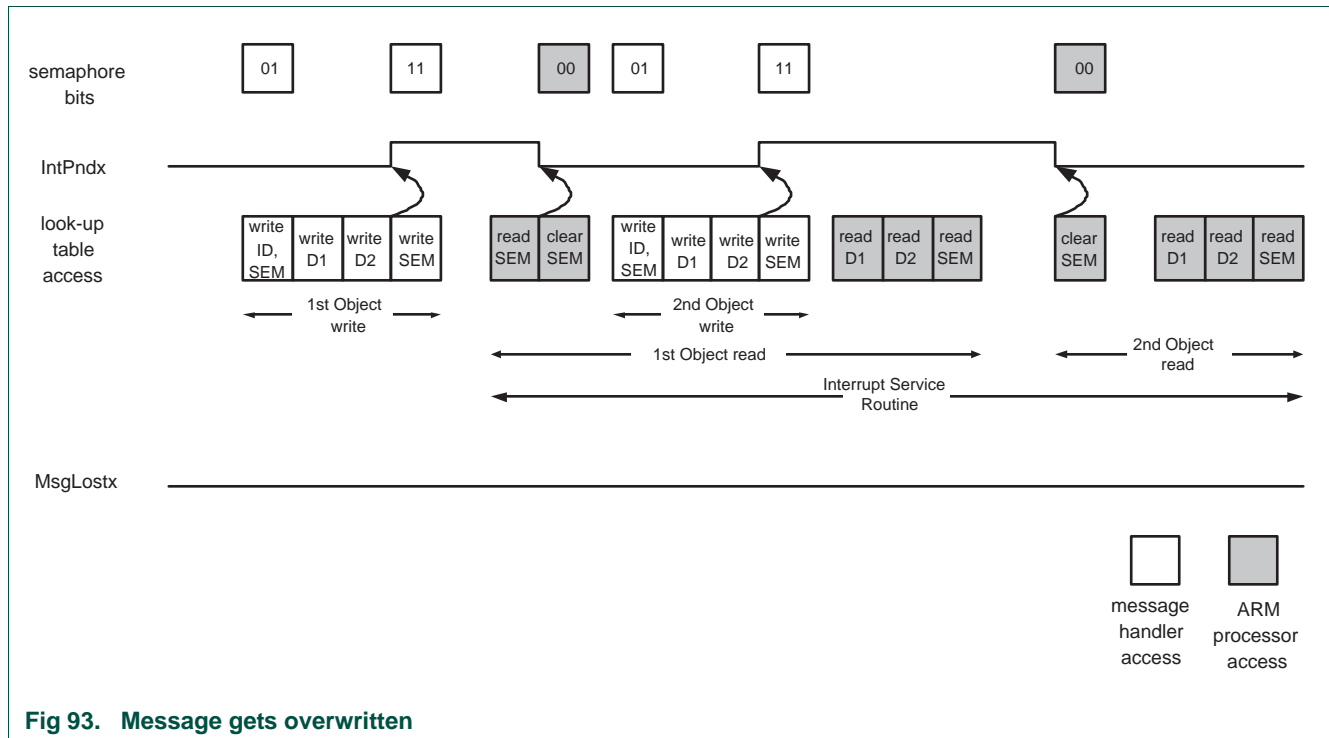 semaphore
bits
01
11
00
01
11
00
IntPndx
look-up
table
access
write
ID,
SEM
write
D1
write
D2
write
SEM
read
SEM
clear
SEM
write
ID,
SEM
write
D1
write
D2
write
SEM
read
D1
read
D2
read
SEM
clear
SEM
read
D1
read
D2
read
SEM
1st Object
write
2nd Object
write
1st Object read
2nd Object
read
Interrupt Service
Routine
MsgLostx
message
handler
access
ARM
processor
access
Fig 93. Message gets overwritten